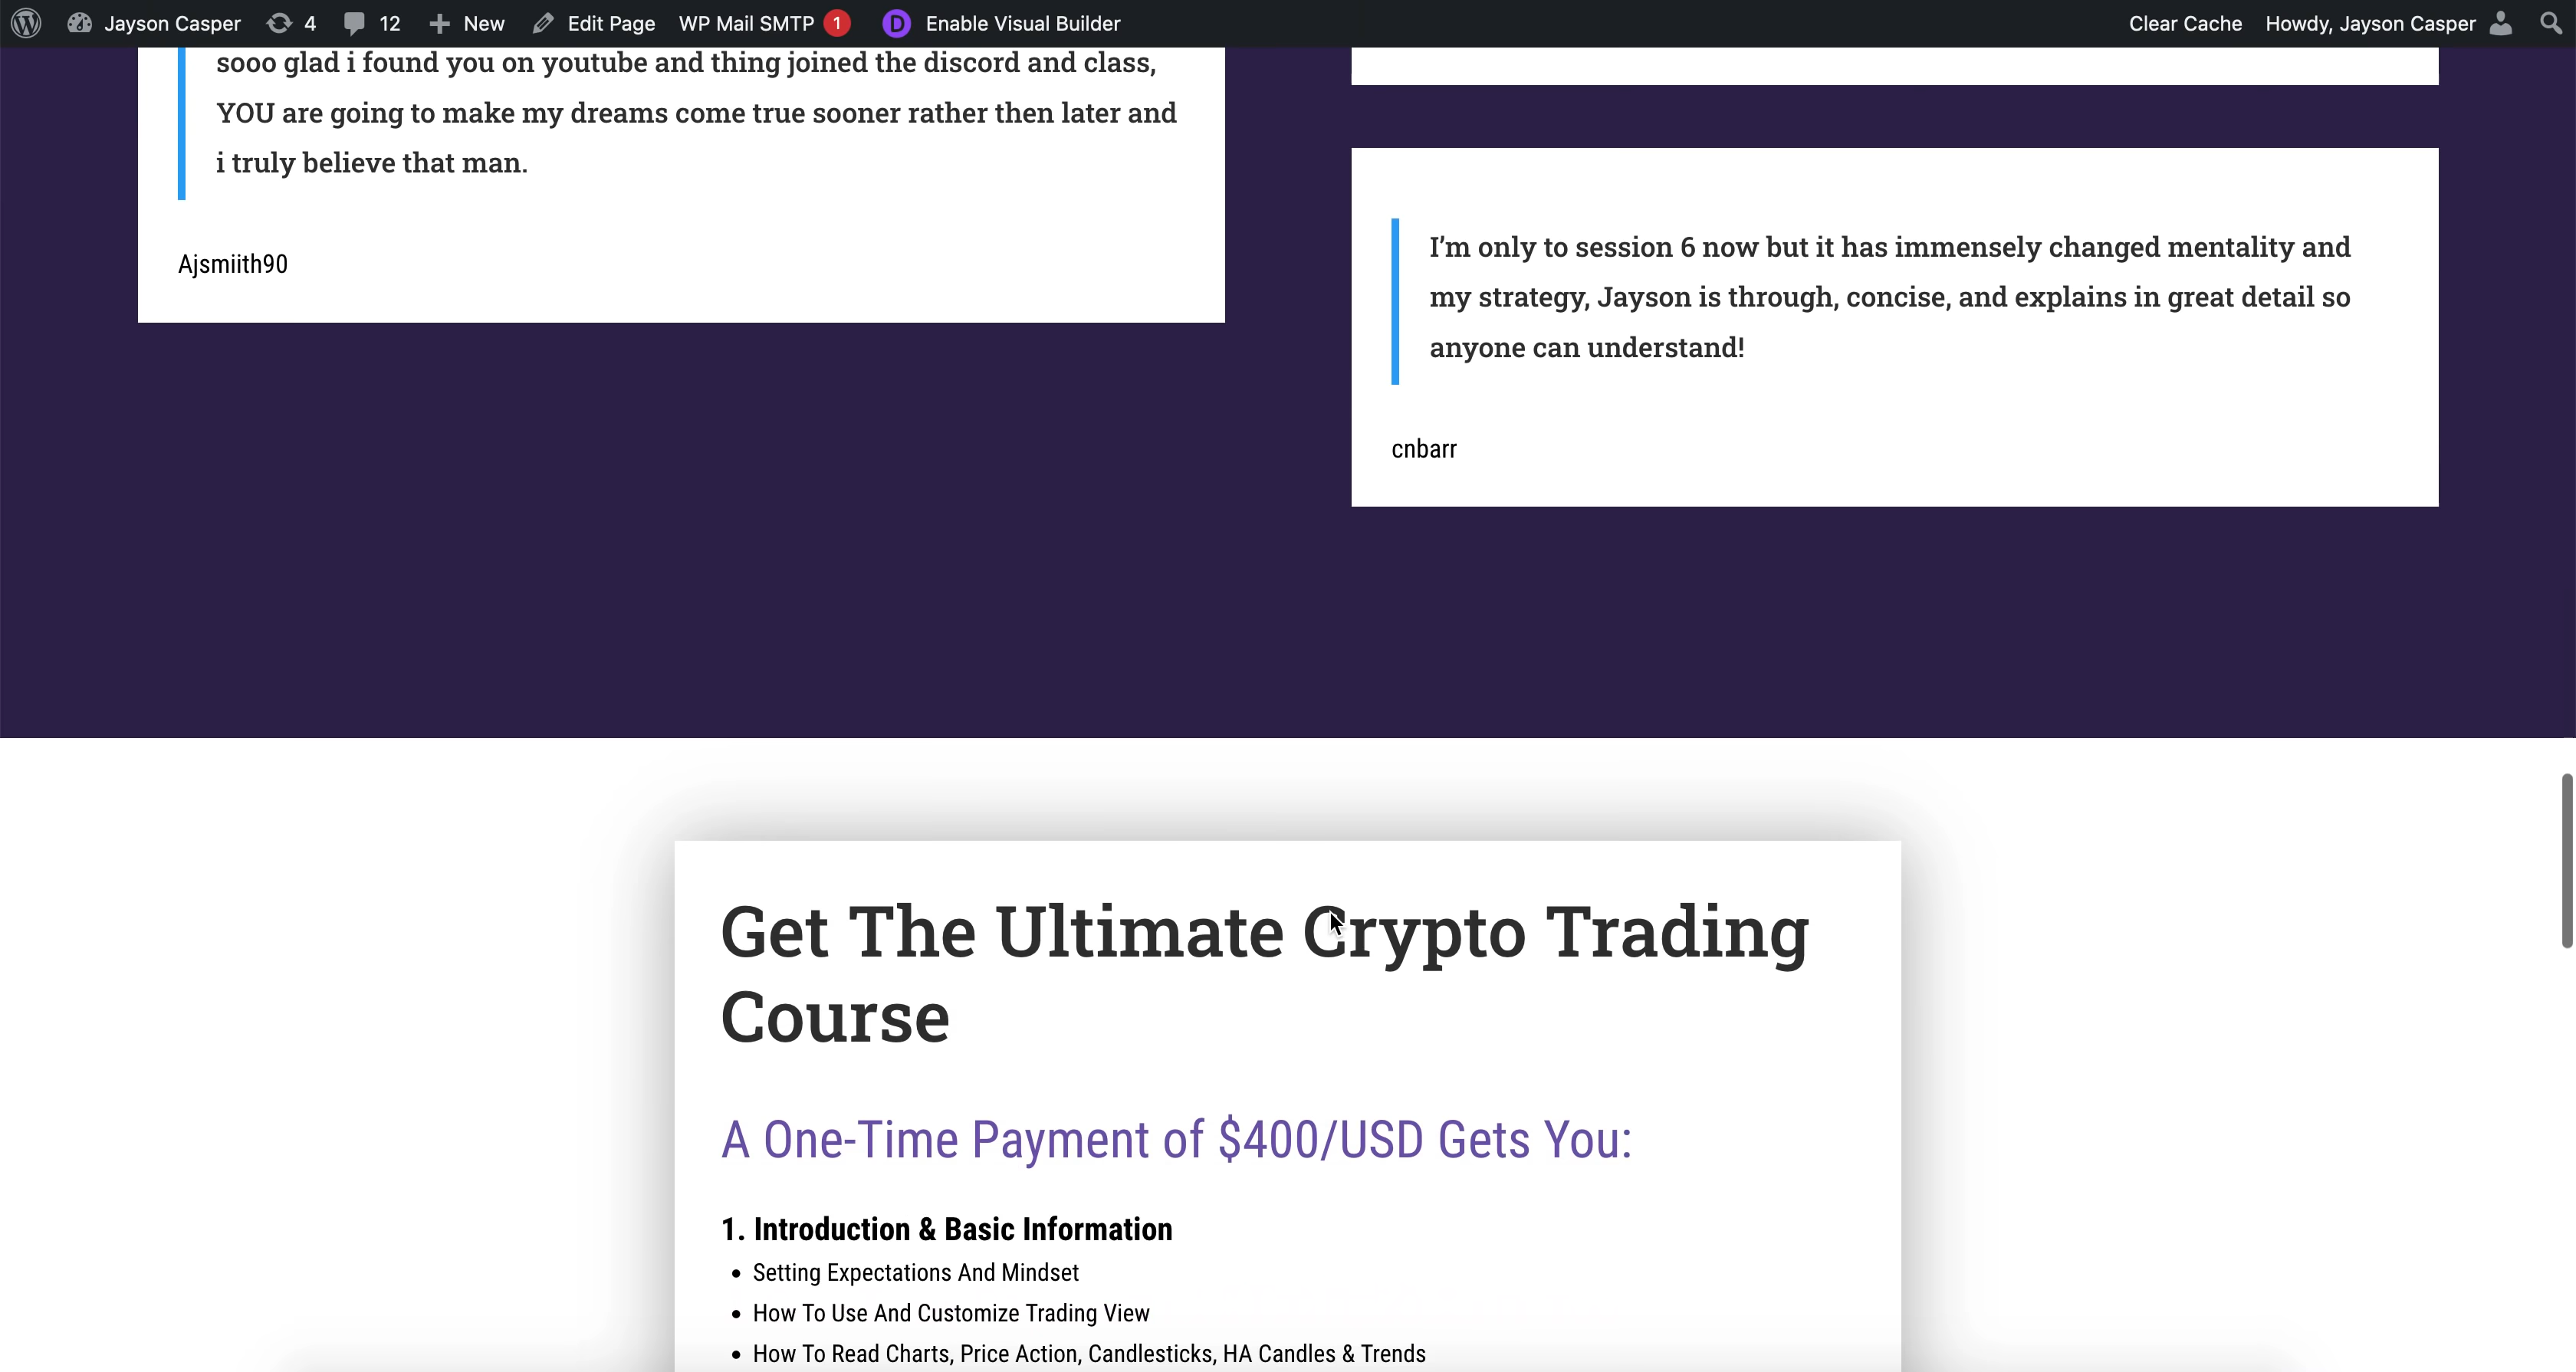 Jayson Casper 4 12 New Edit Page WP Mail SMTP 1 D Enable Visual Builder Clear Cache Howdy, Jayson Casper
sooo glad i found you on youtube and thing joined the discord and class,
YOU are going to make my dreams come true sooner rather then later and
i truly believe that man.
Ajsmiith90
I’m only to session 6 now but it has immensely changed mentality and
my strategy, Jayson is through, concise, and explains in great detail so
anyone can understand!
cnbarr
Get The Ultimate Crypto Trading
Course
A One-Time Payment of $400/USD Gets You:
1. Introduction & Basic Information
• Setting Expectations And Mindset
• How To Use And Customize Trading View
• How To Read Charts, Price Action, Candlesticks, HA Candles & Trends